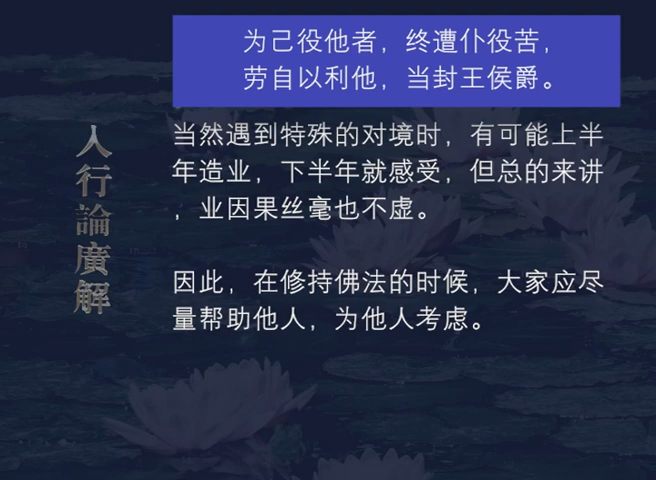 为己役他者，终遭仆役苦，
劳自以利他，当封王侯爵。
当然遇到特殊的对境时，有可能上半
年造业，下半年就感受，但总的来讲
，业因果丝毫也不虚。
因此，在修持佛法的时候，大家应尽
量帮助他人，为他人考虑。
入行論廣解